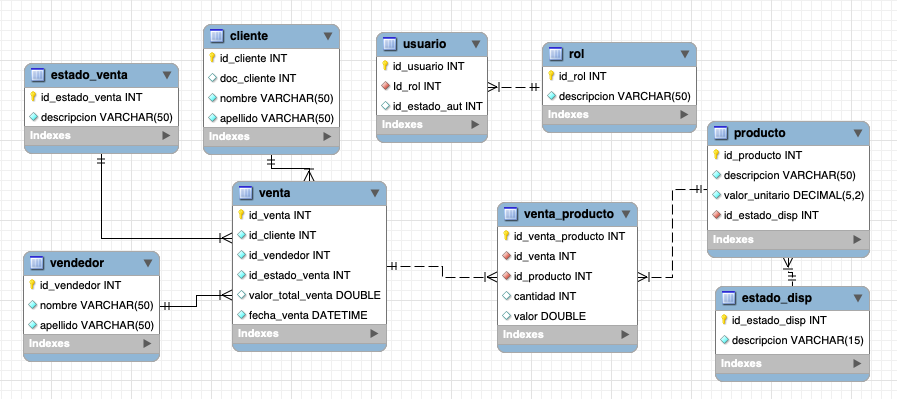 estado_venta
id_estado_venta INT
descripcion VARCHAR(50)
Indexes
cliente
id_cliente INT
doc_cliente INT
nombre VARCHAR(50)
apellido VARCHAR(50)
Indexes
usuario
id_usuario INT
Id_rol INT
id_estado_aut INT
Indexes
rol
id_rol INT
descripcion VARCHAR(50)
Indexes
producto
id_producto INT
descripcion VARCHAR(50)
valor_unitario DECIMAL(5,2)
id_estado_disp INT
Indexes
vendedor
id_vendedor INT
nombre VARCHAR(50)
apellido VARCHAR(50)
Indexes
venta
id_venta INT
id_cliente INT
id_vendedor INT
id_estado_venta INT
valor_total_venta DOUBLE
fecha_venta DATETIME
Indexes
venta_producto
id_venta_producto INT
id_venta INT
id_producto INT
cantidad INT
valor DOUBLE
Indexes
estado_disp
id_estado_disp INT
descripcion VARCHAR(15)
Indexes